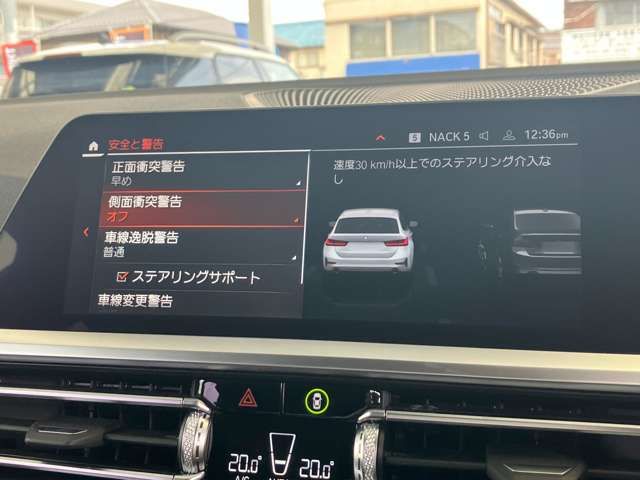 安全と警告
5 NACK 5 12:36pm
正面衝突警告
早め
側面衝突警告
オフ
車線逸脱警告
普通
ステアリングサポート
車線変更警告
速度30 km/h以上でのステアリング介入な
し
20.0 20.0
A/C